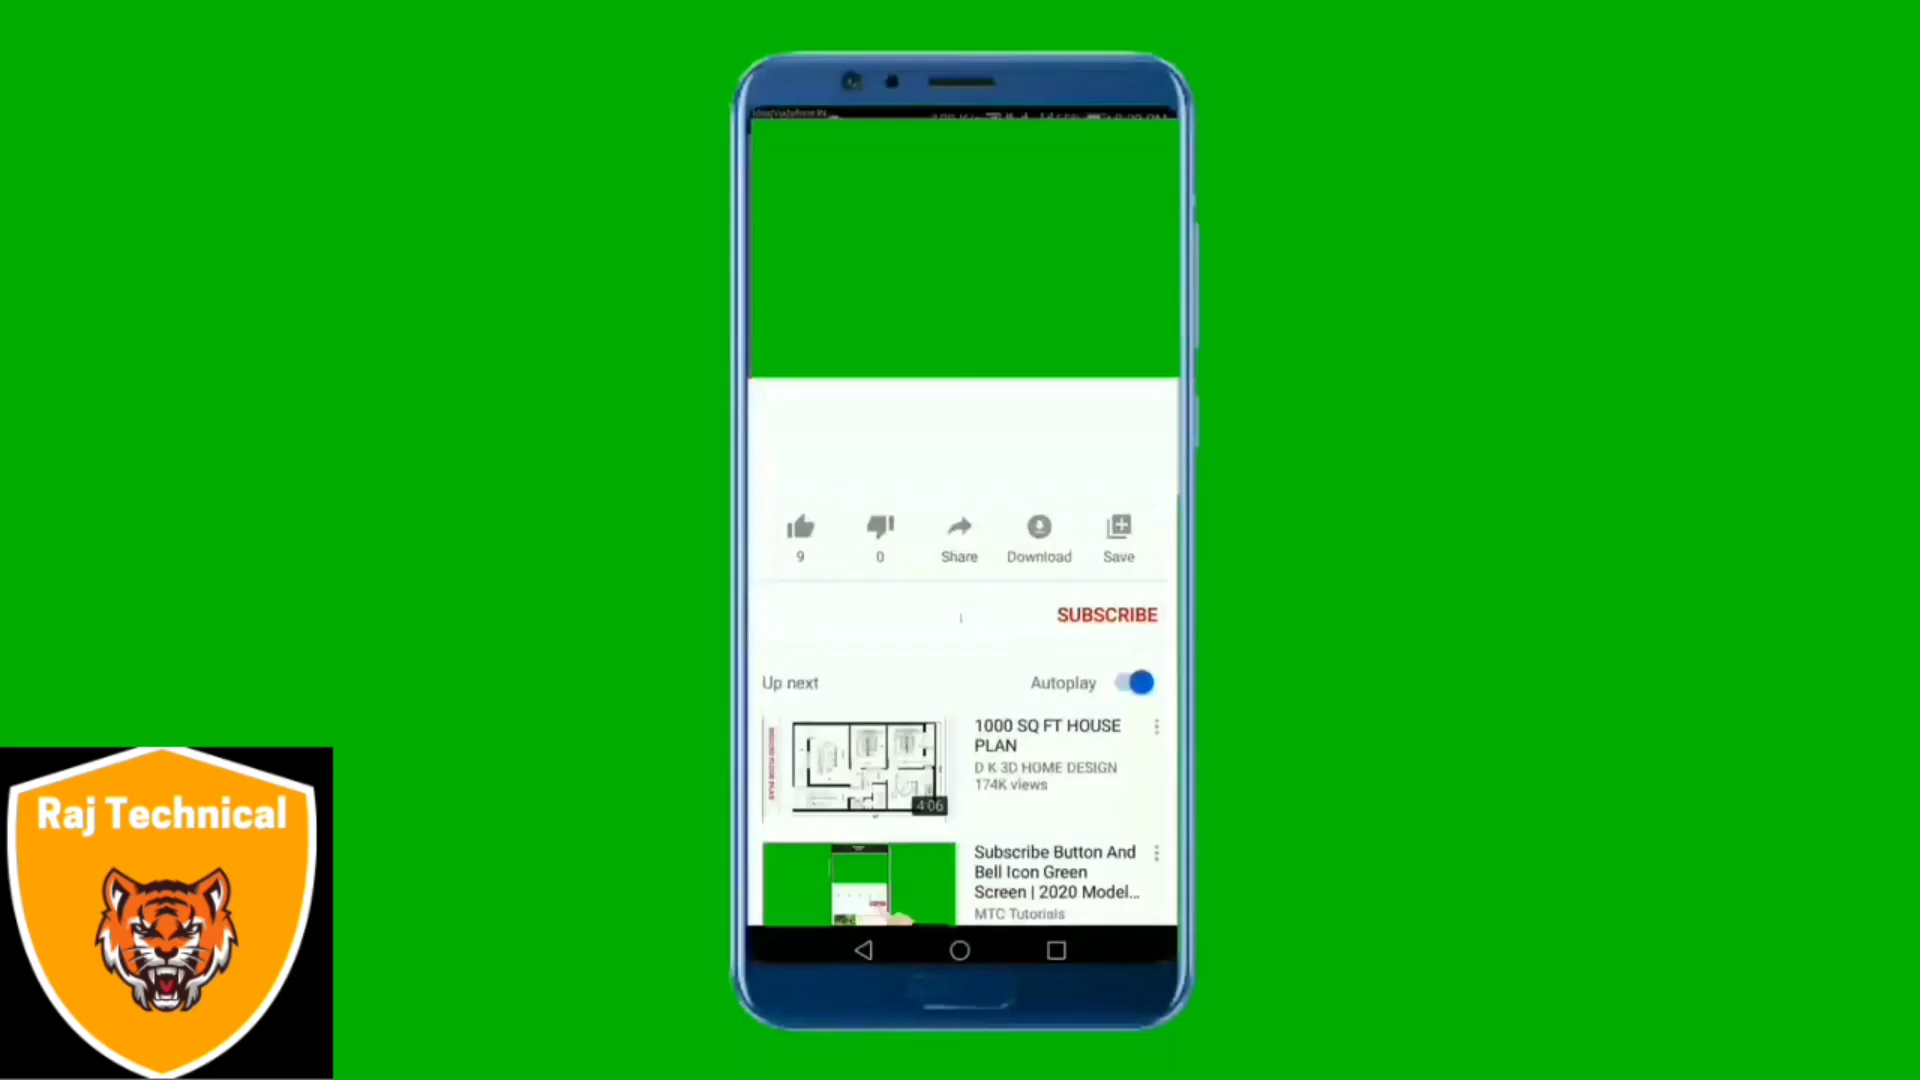 9
0
Share
Download
Save
SUBSCRIBE
Up next
Autoplay
1000 SQ FT HOUSE
PLAN
D K 3D HOME DESIGN
174K views
4:06
Subscribe Button And
Bell Icon Green
Screen | 2020 Model...
MTC Tutorials
Raj Technical